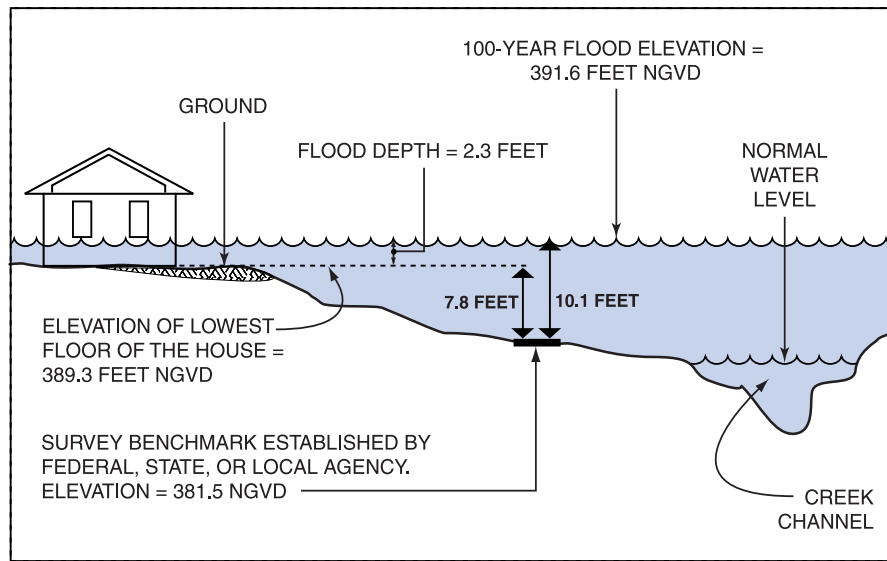 100-YEAR FLOOD ELEVATION =
391.6 FEET NGVD
GROUND
FLOOD DEPTH = 2.3 FEET
NORMAL
WATER
LEVEL
7.8 FEET
10.1 FEET
ELEVATION OF LOWEST
FLOOR OF THE HOUSE =
389.3 FEET NGVD
SURVEY BENCHMARK ESTABLISHED BY
FEDERAL, STATE, OR LOCAL AGENCY.
ELEVATION = 381.5 NGVD
CREEK
CHANNEL